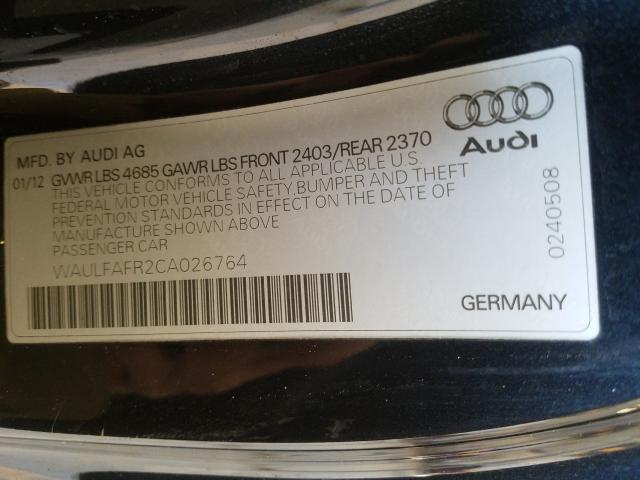 MFD. BY AUDI AG
01/12 GVWR LBS 4685 GAWR LBS FRONT 2403/REAR 2370
THIS VEHICLE CONFORMS TO ALL APPLICABLE U.S.
FEDERAL MOTOR VEHICLE SAFETY,BUMPER AND THEFT
PREVENTION STANDARDS IN EFFECT ON THE DATE OF
MANUFACTURE SHOWN ABOVE
PASSENGER CAR
WAULFAFR2CA026764
Audi
0240508
GERMANY